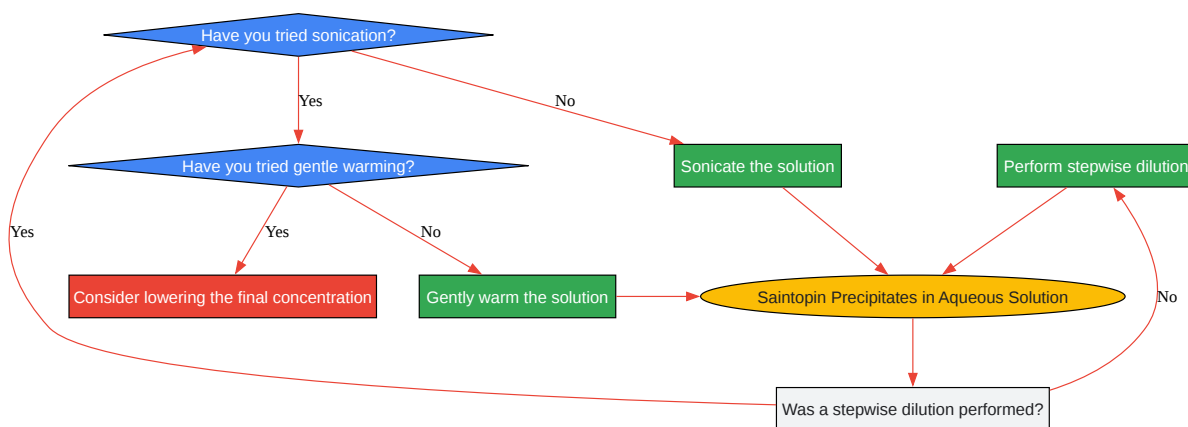 Have you tried sonication?
Yes
No
Have you tried gentle warming?
Sonicate the solution
Perform stepwise dilution
Yes
Yes
No
Consider lowering the final concentration
Gently warm the solution
Saintopin Precipitates in Aqueous Solution
No
Was a stepwise dilution performed?